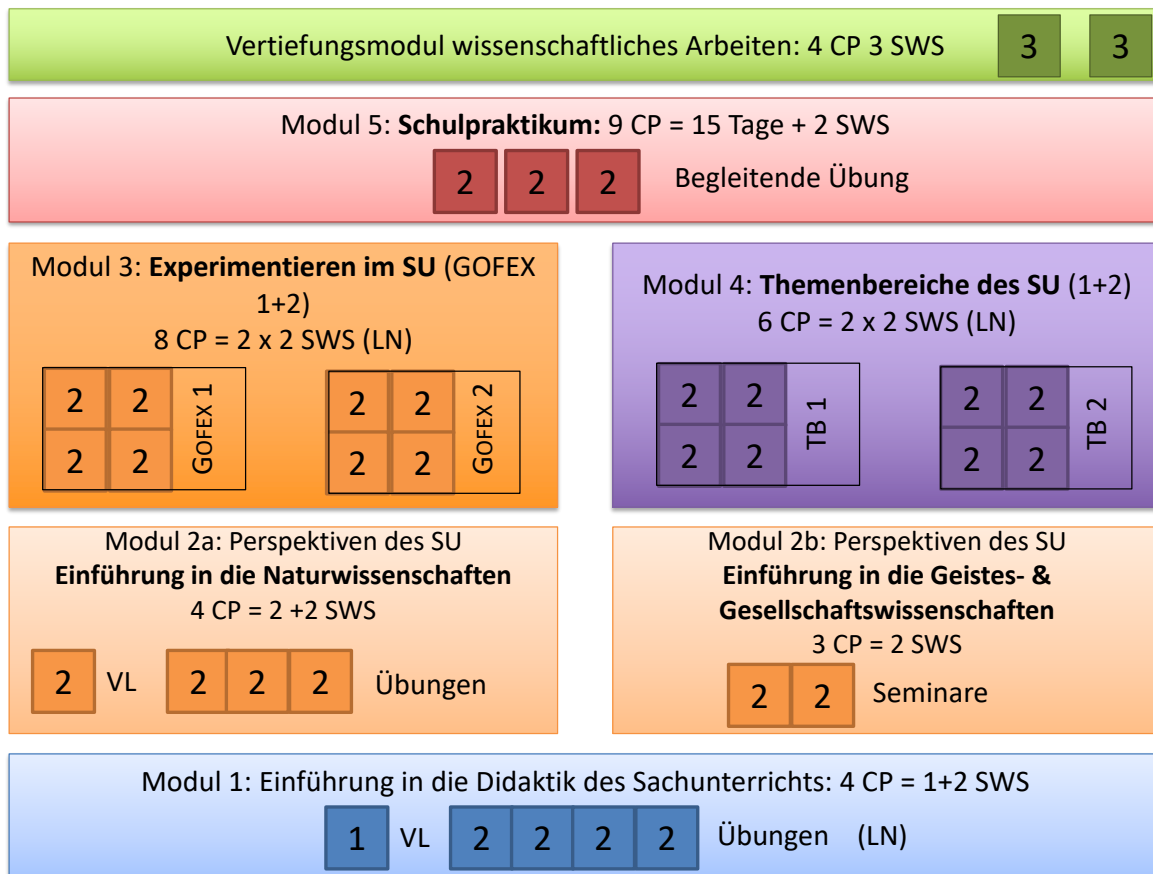 Vertiefungsmodul wissenschaftliches Arbeiten: 4 CP 3 SWS 3 3
Modul 5: Schulpraktikum: 9 CP = 15 Tage + 2 SWS
2 2 2 Begleitende Übung
Modul 3: Experimentieren im SU (GOFEX
1+2)
8 CP = 2 x 2 SWS (LN)
2 2
2 2
GOFEX 1
2 2
2 2
GOFEX 2
Modul 4: Themenbereiche des SU (1+2)
6 CP = 2 x 2 SWS (LN)
2 2
2 2
TB 1
2 2
2 2
TB 2
Modul 2a: Perspektiven des SU
Einführung in die Naturwissenschaften
4 CP = 2 +2 SWS
2 VL 2 2 2 Übungen
Modul 2b: Perspektiven des SU
Einführung in die Geistes- &
Gesellschaftswissenschaften
3 CP = 2 SWS
2 2 Seminare
Modul 1: Einführung in die Didaktik des Sachunterrichts: 4 CP = 1+2 SWS
1 VL 2 2 2 2 Übungen (LN)